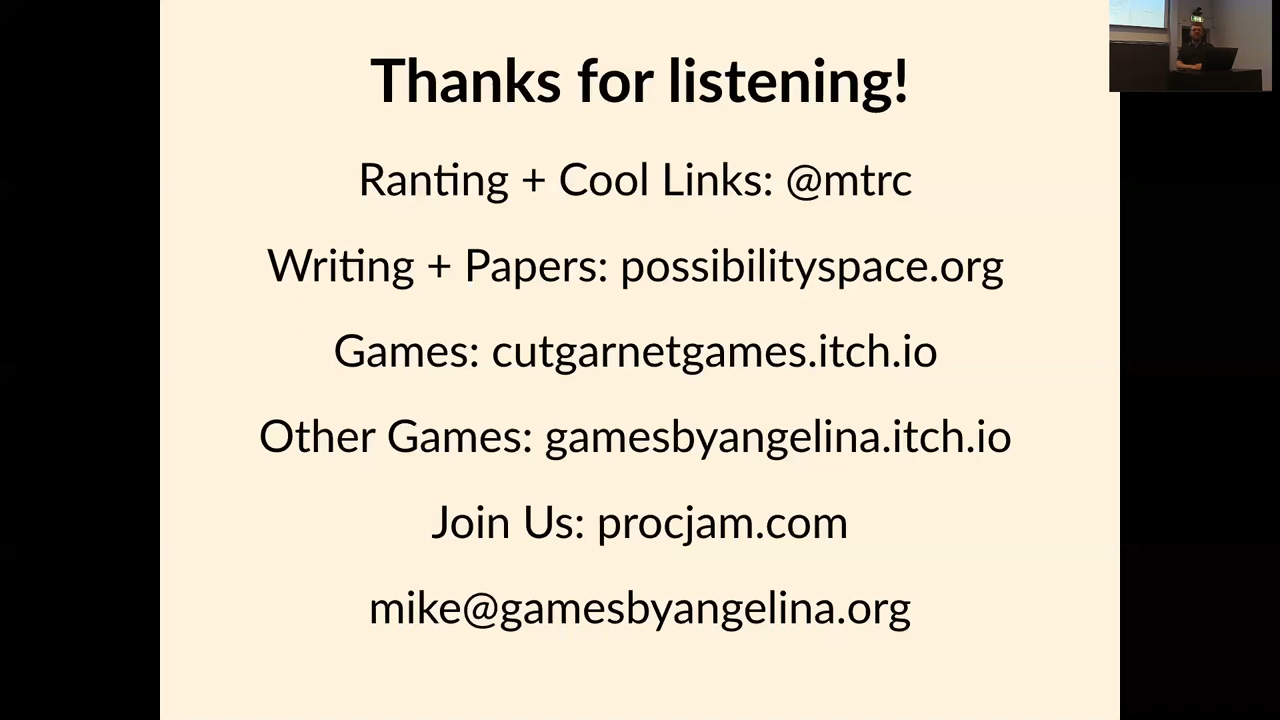 Thanks for listening!
Ranting + Cool Links: @mtrc
Writing + Papers: possibilityspace.org
Games: cutgarnetgames.itch.io
Other Games: gamesbyangelina.itch.io
Join Us: procjam.com
mike@gamesbyangelina.org